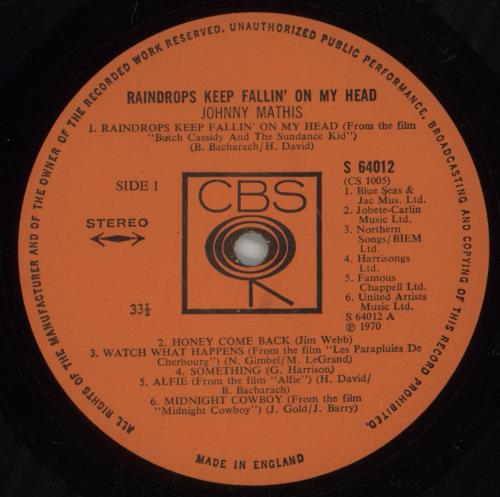 ALL RIGHTS OF THE MANUFACTURER AND OF THE OWNER OF THE RECORDED WORK RESERVED. UNAUTHORIZED PUBLIC PERFORMANCE, BROADCASTING AND COPYING OF THIS RECORD PROHIBITED.
RAINDROPS KEEP FALLIN' ON MY HEAD
JOHNNY MATHIS
1. RAINDROPS KEEP FALLIN' ON MY HEAD (From the film
"Butch Cassidy And The Sundance Kid")
(B. Bacharach/H. David)
SIDE 1
STEREO
33⅓
CBS
S 64012
(CS 1005)
1. Blue Seas &
Jac Mus. Ltd.
2. Jobete-Carlin
Music Ltd.
3. Northern
Songs/BIEM
Ltd.
4. Harrisongs
Ltd.
5. Famous
Chappell Ltd.
6. United Artists
Music Ltd.
S 64012 A
℗ 1970
2. HONEY COME BACK (Jim Webb)
3. WATCH WHAT HAPPENS (From the film "Les Parapluies De
Cherbourg") (N. Gimbel/M. LeGrand)
4. SOMETHING (G. Harrison)
5. ALFIE (From the film "Alfie") (H. David/
B. Bacharach)
6. MIDNIGHT COWBOY (From the film
"Midnight Cowboy") (J. Gold/J. Barry)
MADE IN ENGLAND